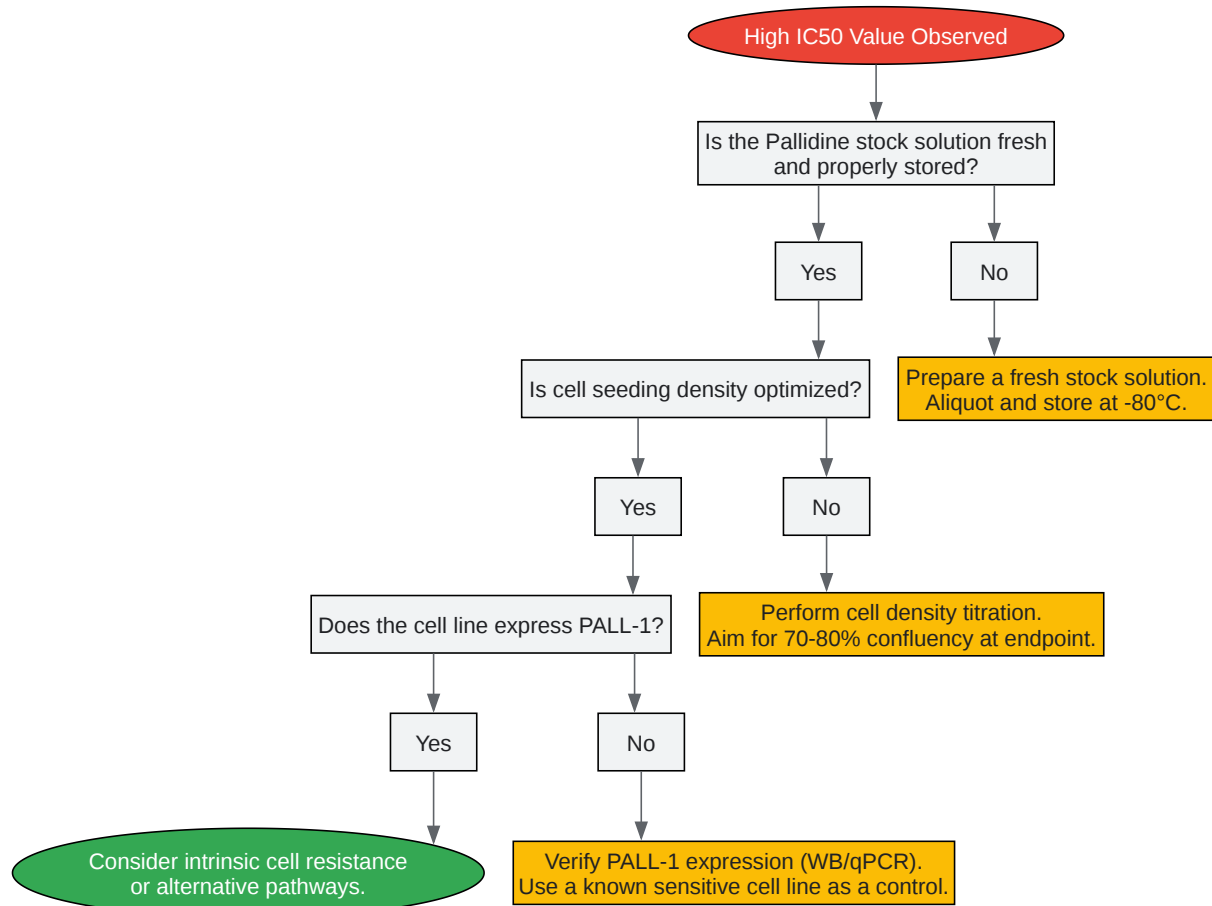 High IC50 Value Observed
Is the Pallidine stock solution fresh
and properly stored?
Yes
No
Is cell seeding density optimized?
Prepare a fresh stock solution.
Aliquot and store at -80°C.
Yes
No
Does the cell line express PALL-1?
Perform cell density titration.
Aim for 70-80% confluency at endpoint.
Yes
No
Consider intrinsic cell resistance
or alternative pathways.
Verify PALL-1 expression (WB/qPCR).
Use a known sensitive cell line as a control.